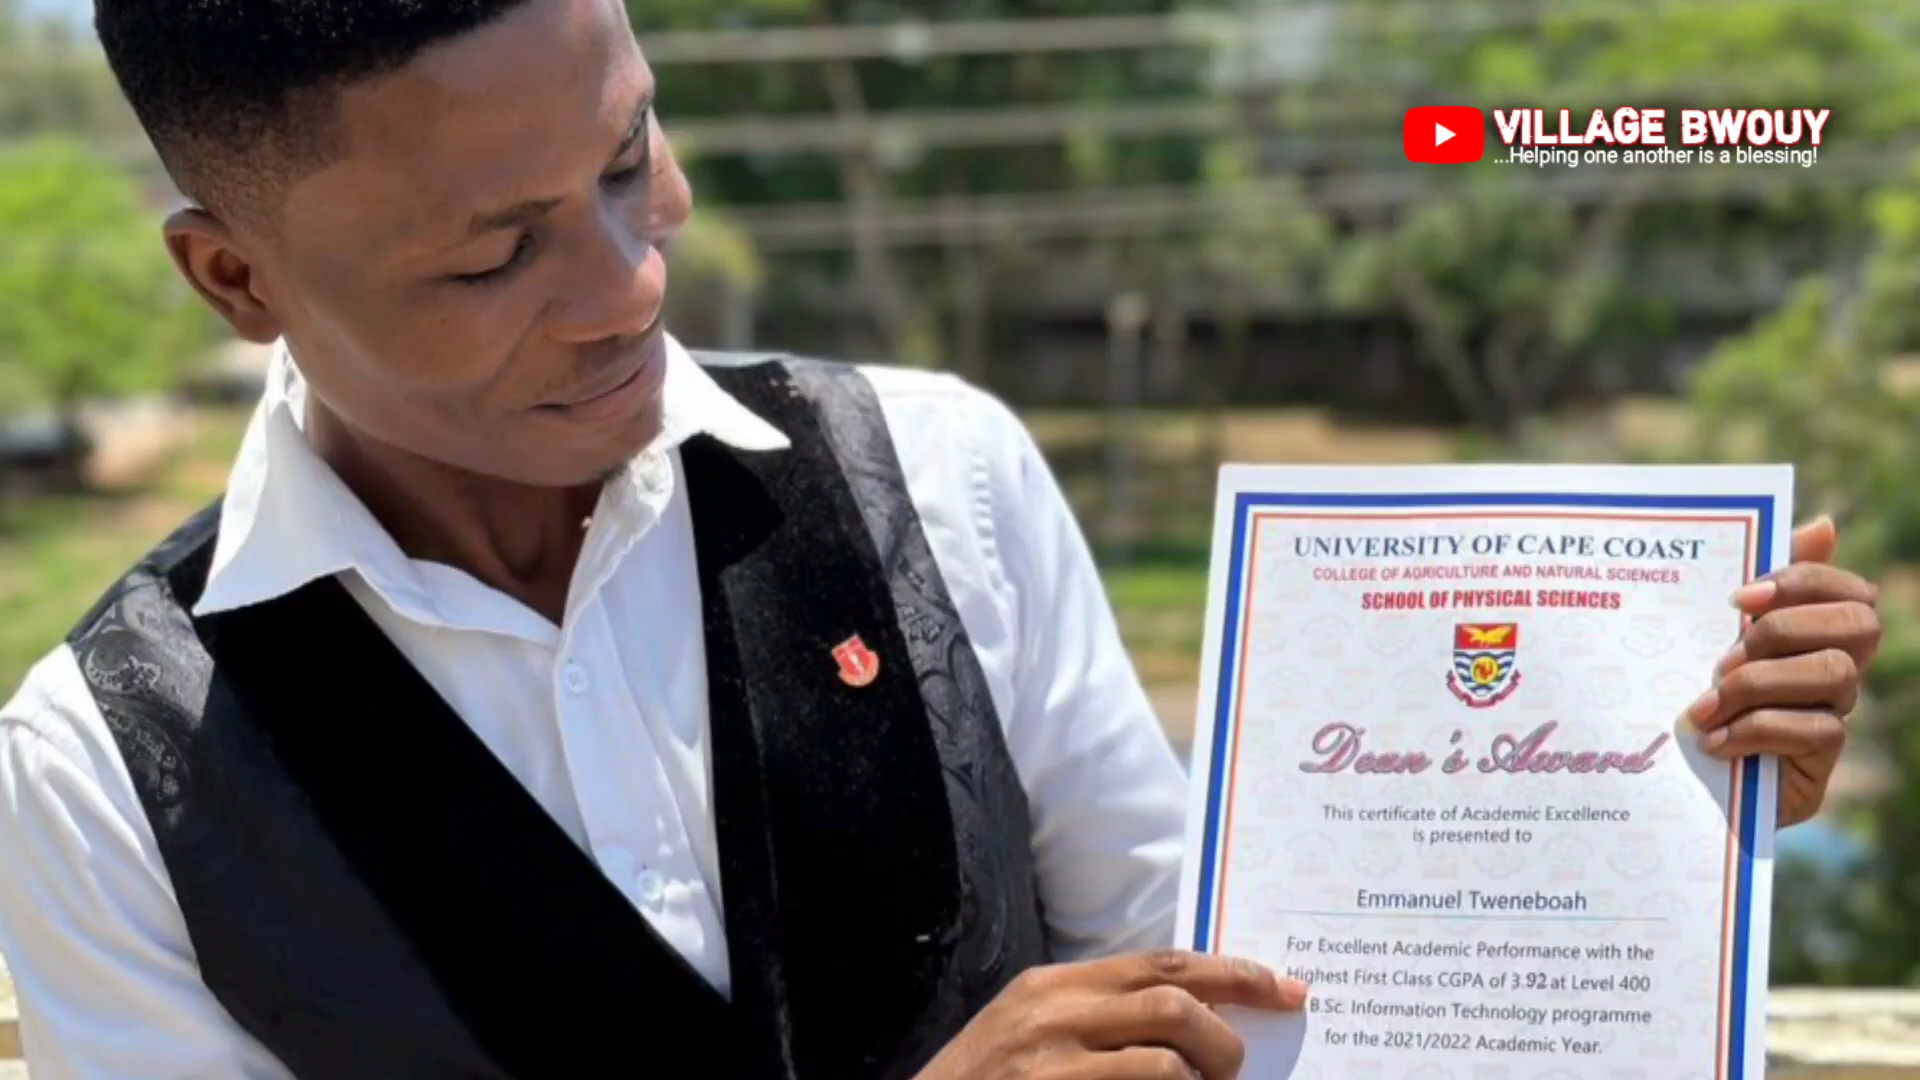 VILLAGE BWOUY
...Helping one another is a blessing!
UNIVERSITY OF CAPE COAST
COLLEGE OF AGRICULTURE AND NATURAL SCIENCES
SCHOOL OF PHYSICAL SCIENCES
Dean's Award
This certificate of Academic Excellence
is presented to
Emmanuel Tweneboah
For Excellent Academic Performance with the
Highest First Class CGPA of 3.92 at Level 400
B.Sc. Information Technology programme
for the 2021/2022 Academic Year.